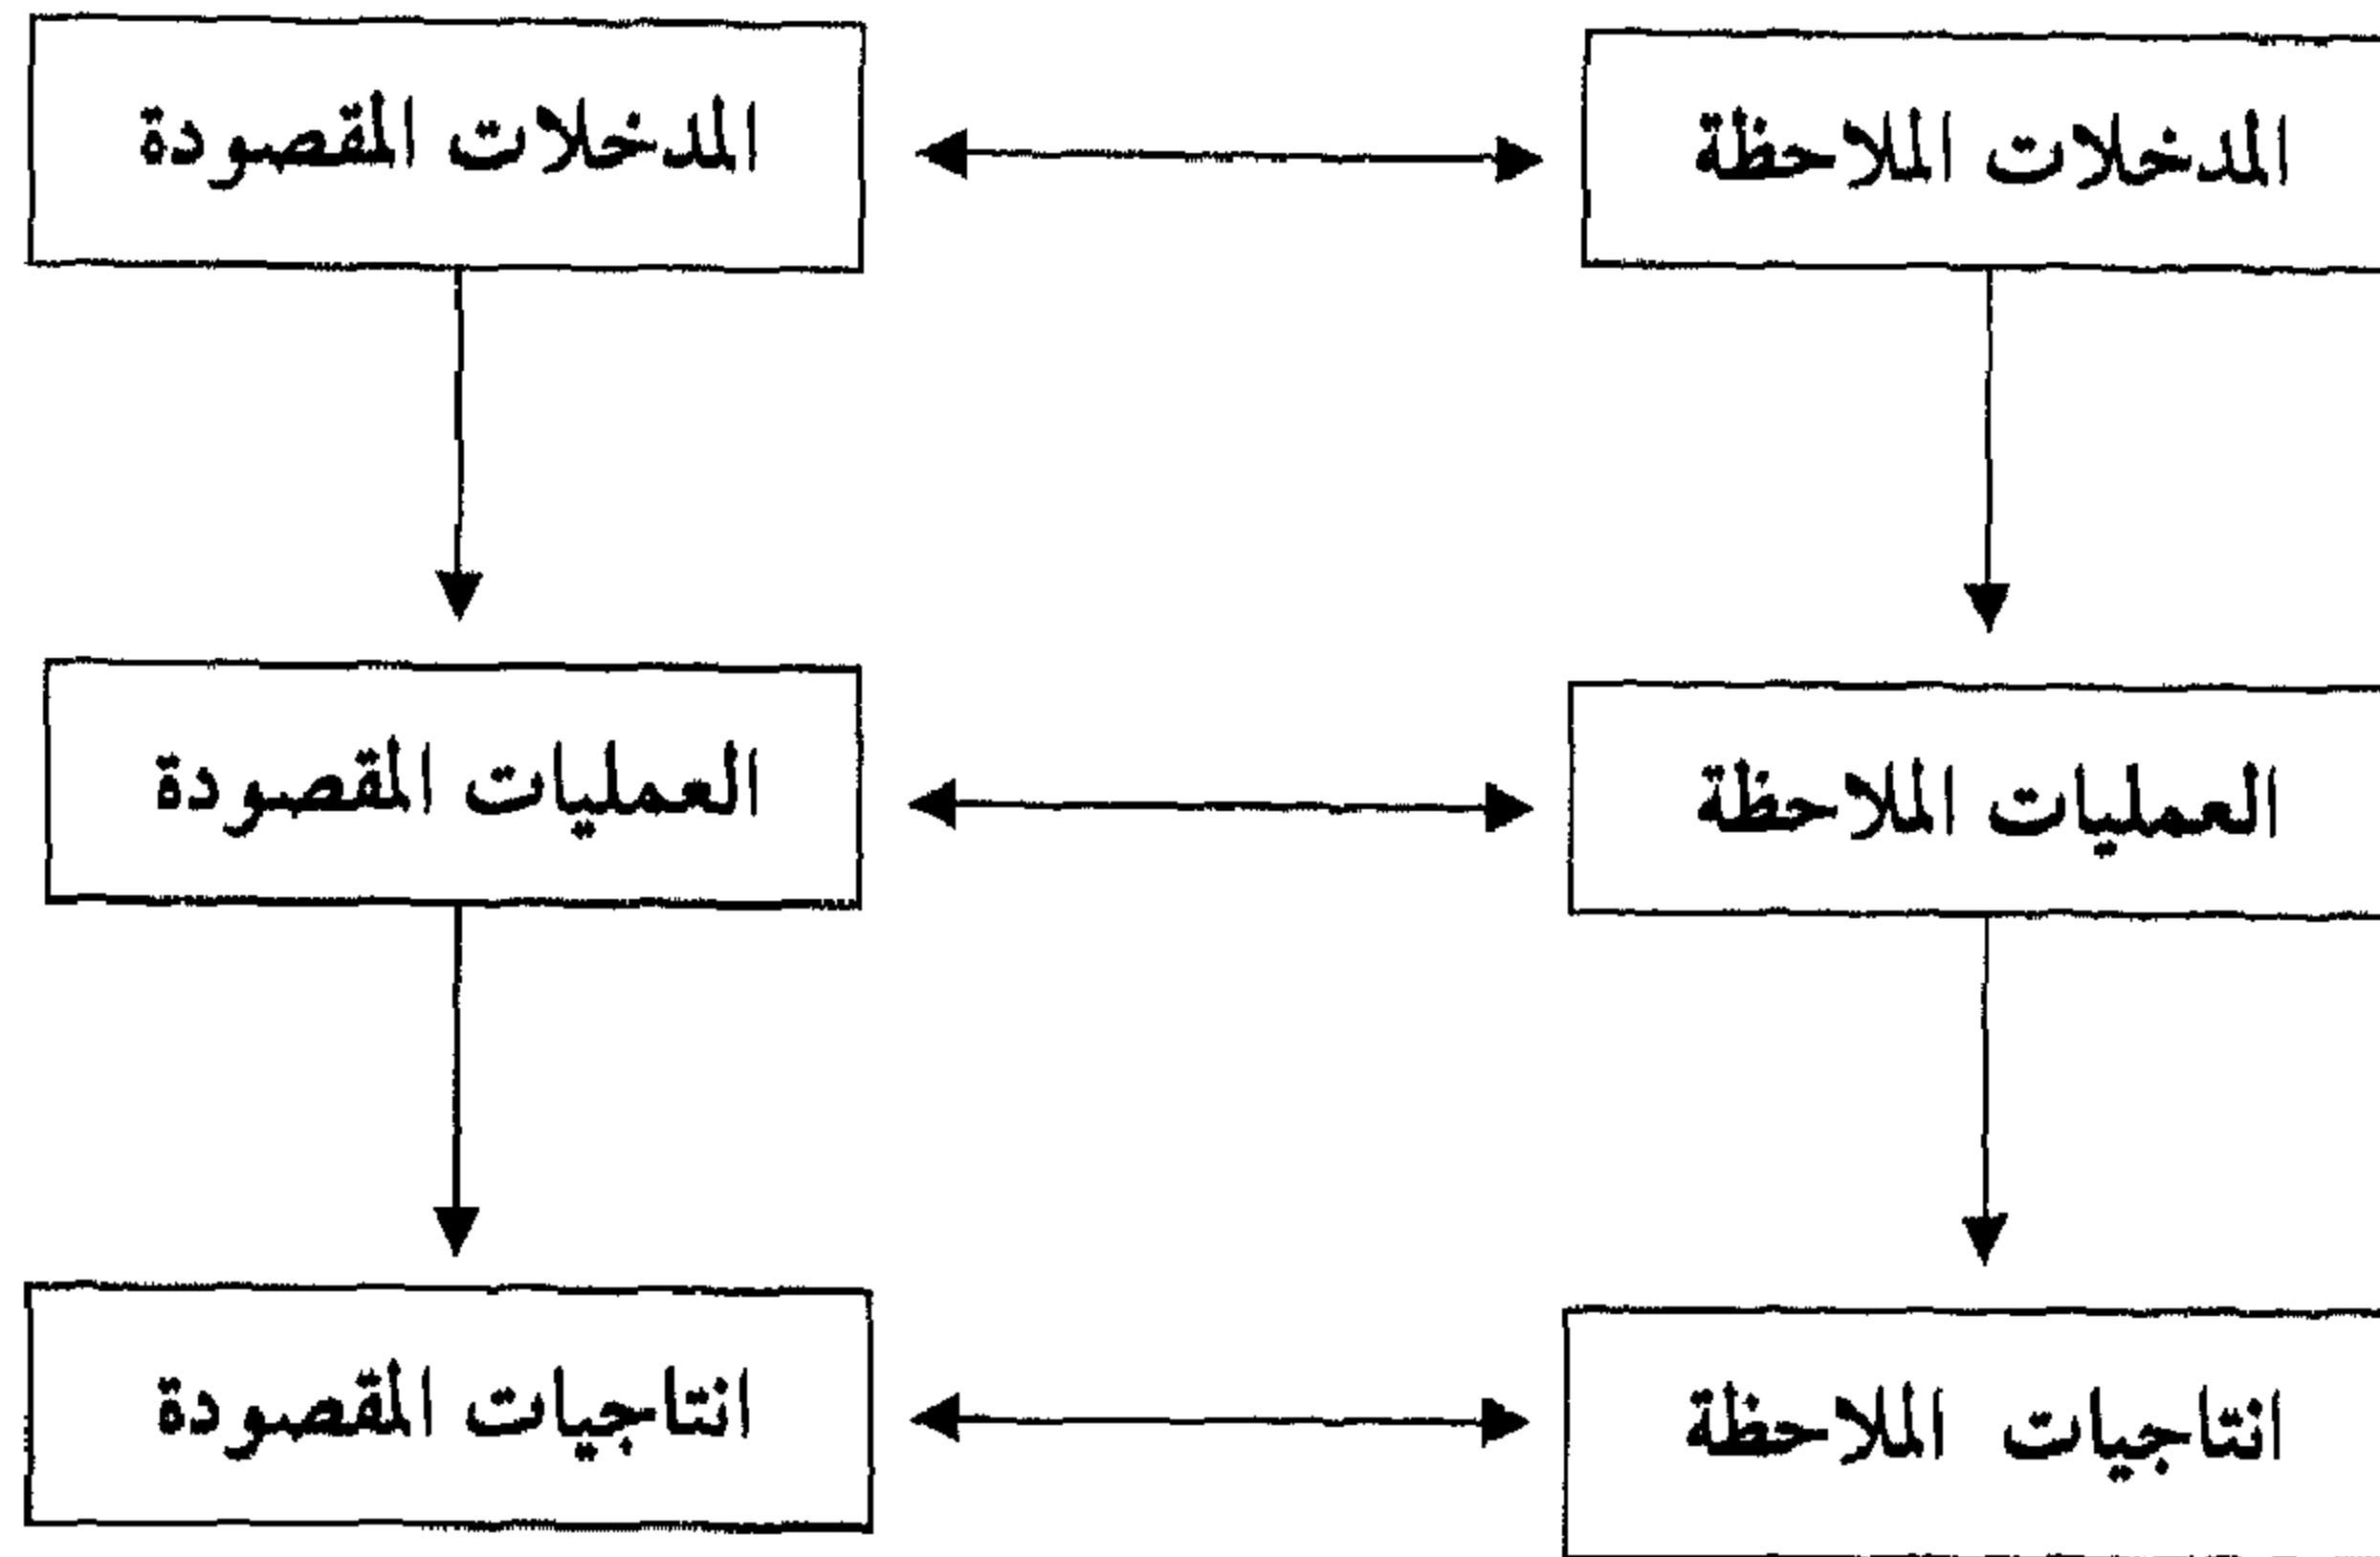 المدخلات الملاحظة
المدخلات المقصودة
العمليات الملاحظة
العمليات المقصودة
انتاجيات الملاحظة
انتاجيات المقصودة